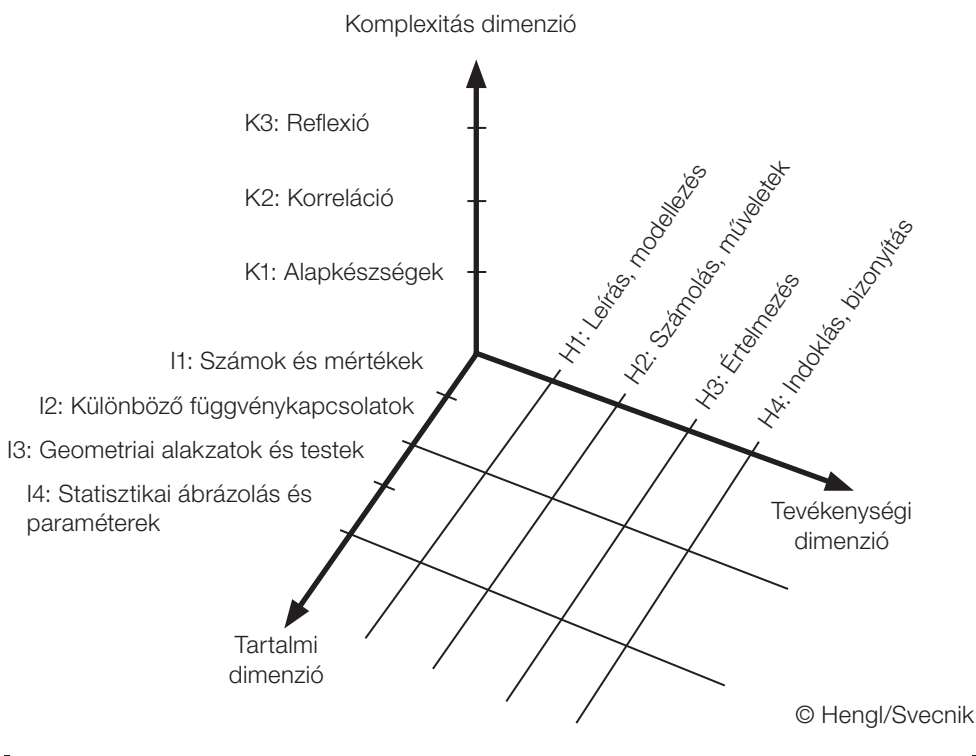 Komplexitás dimenzió
K3: Reflexió
K2: Korreláció
K1: Alapkészségek
H1: Leírás, modellezés
H2: Számolás, műveletek
H3: Értelmezés
H4: Indoklás, bizonyítás
I1: Számok és mértékek
I2: Különböző függvénykapcsolatok
I3: Geometriai alakzatok és testek
I4: Statisztikai ábrázolás és
paraméterek
Tevékenységi
dimenzió
Tartalmi
dimenzió
© Hengl/Svecnik